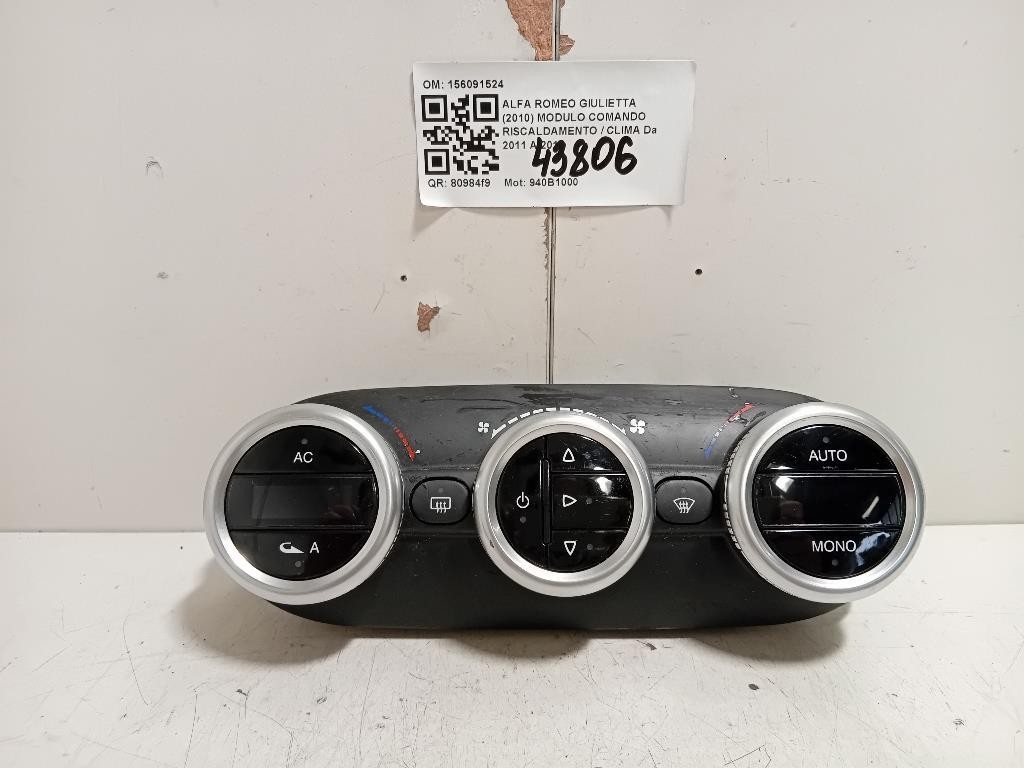 OM: 156091524
ALFA ROMEO GIULIETTA
(2010) MODULO COMANDO
RISCALDAMENTO / CLIMA Da
2011 A
43806
QR: 80984f9 Mot: 940B1000
AC
A
AUTO
MONO